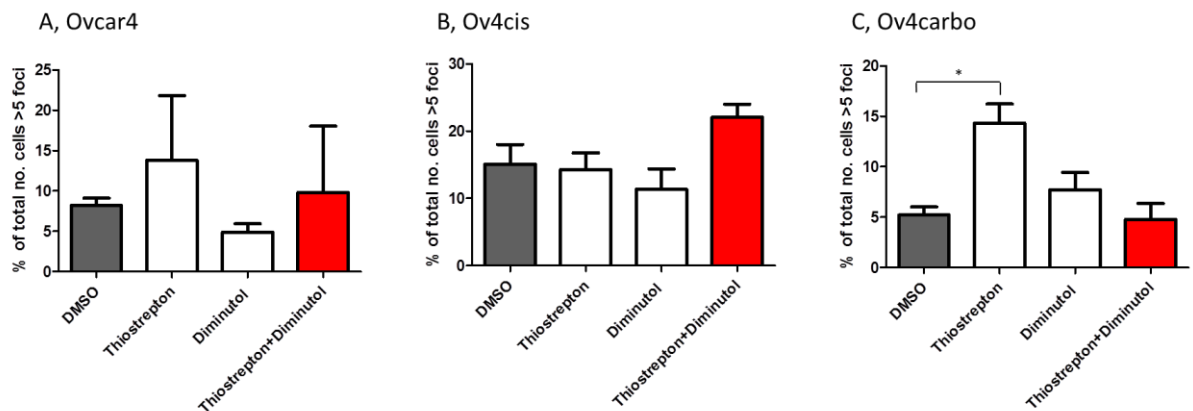 A, Ovcar4
% of total no. cells >5 foci
25
20
15
10
5
0
DMSO
Thiostrepton
Diminutol
Thiostrepton+Diminutol
B, Ov4cis
% of total no. cells >5 foci
30
20
10
0
DMSO
Thiostrepton
Diminutol
Thiostrepton+Diminutol
C, Ov4carbo
% of total no. cells >5 foci
20
15
10
5
0
*
DMSO
Thiostrepton
Diminutol
Thiostrepton+Diminutol